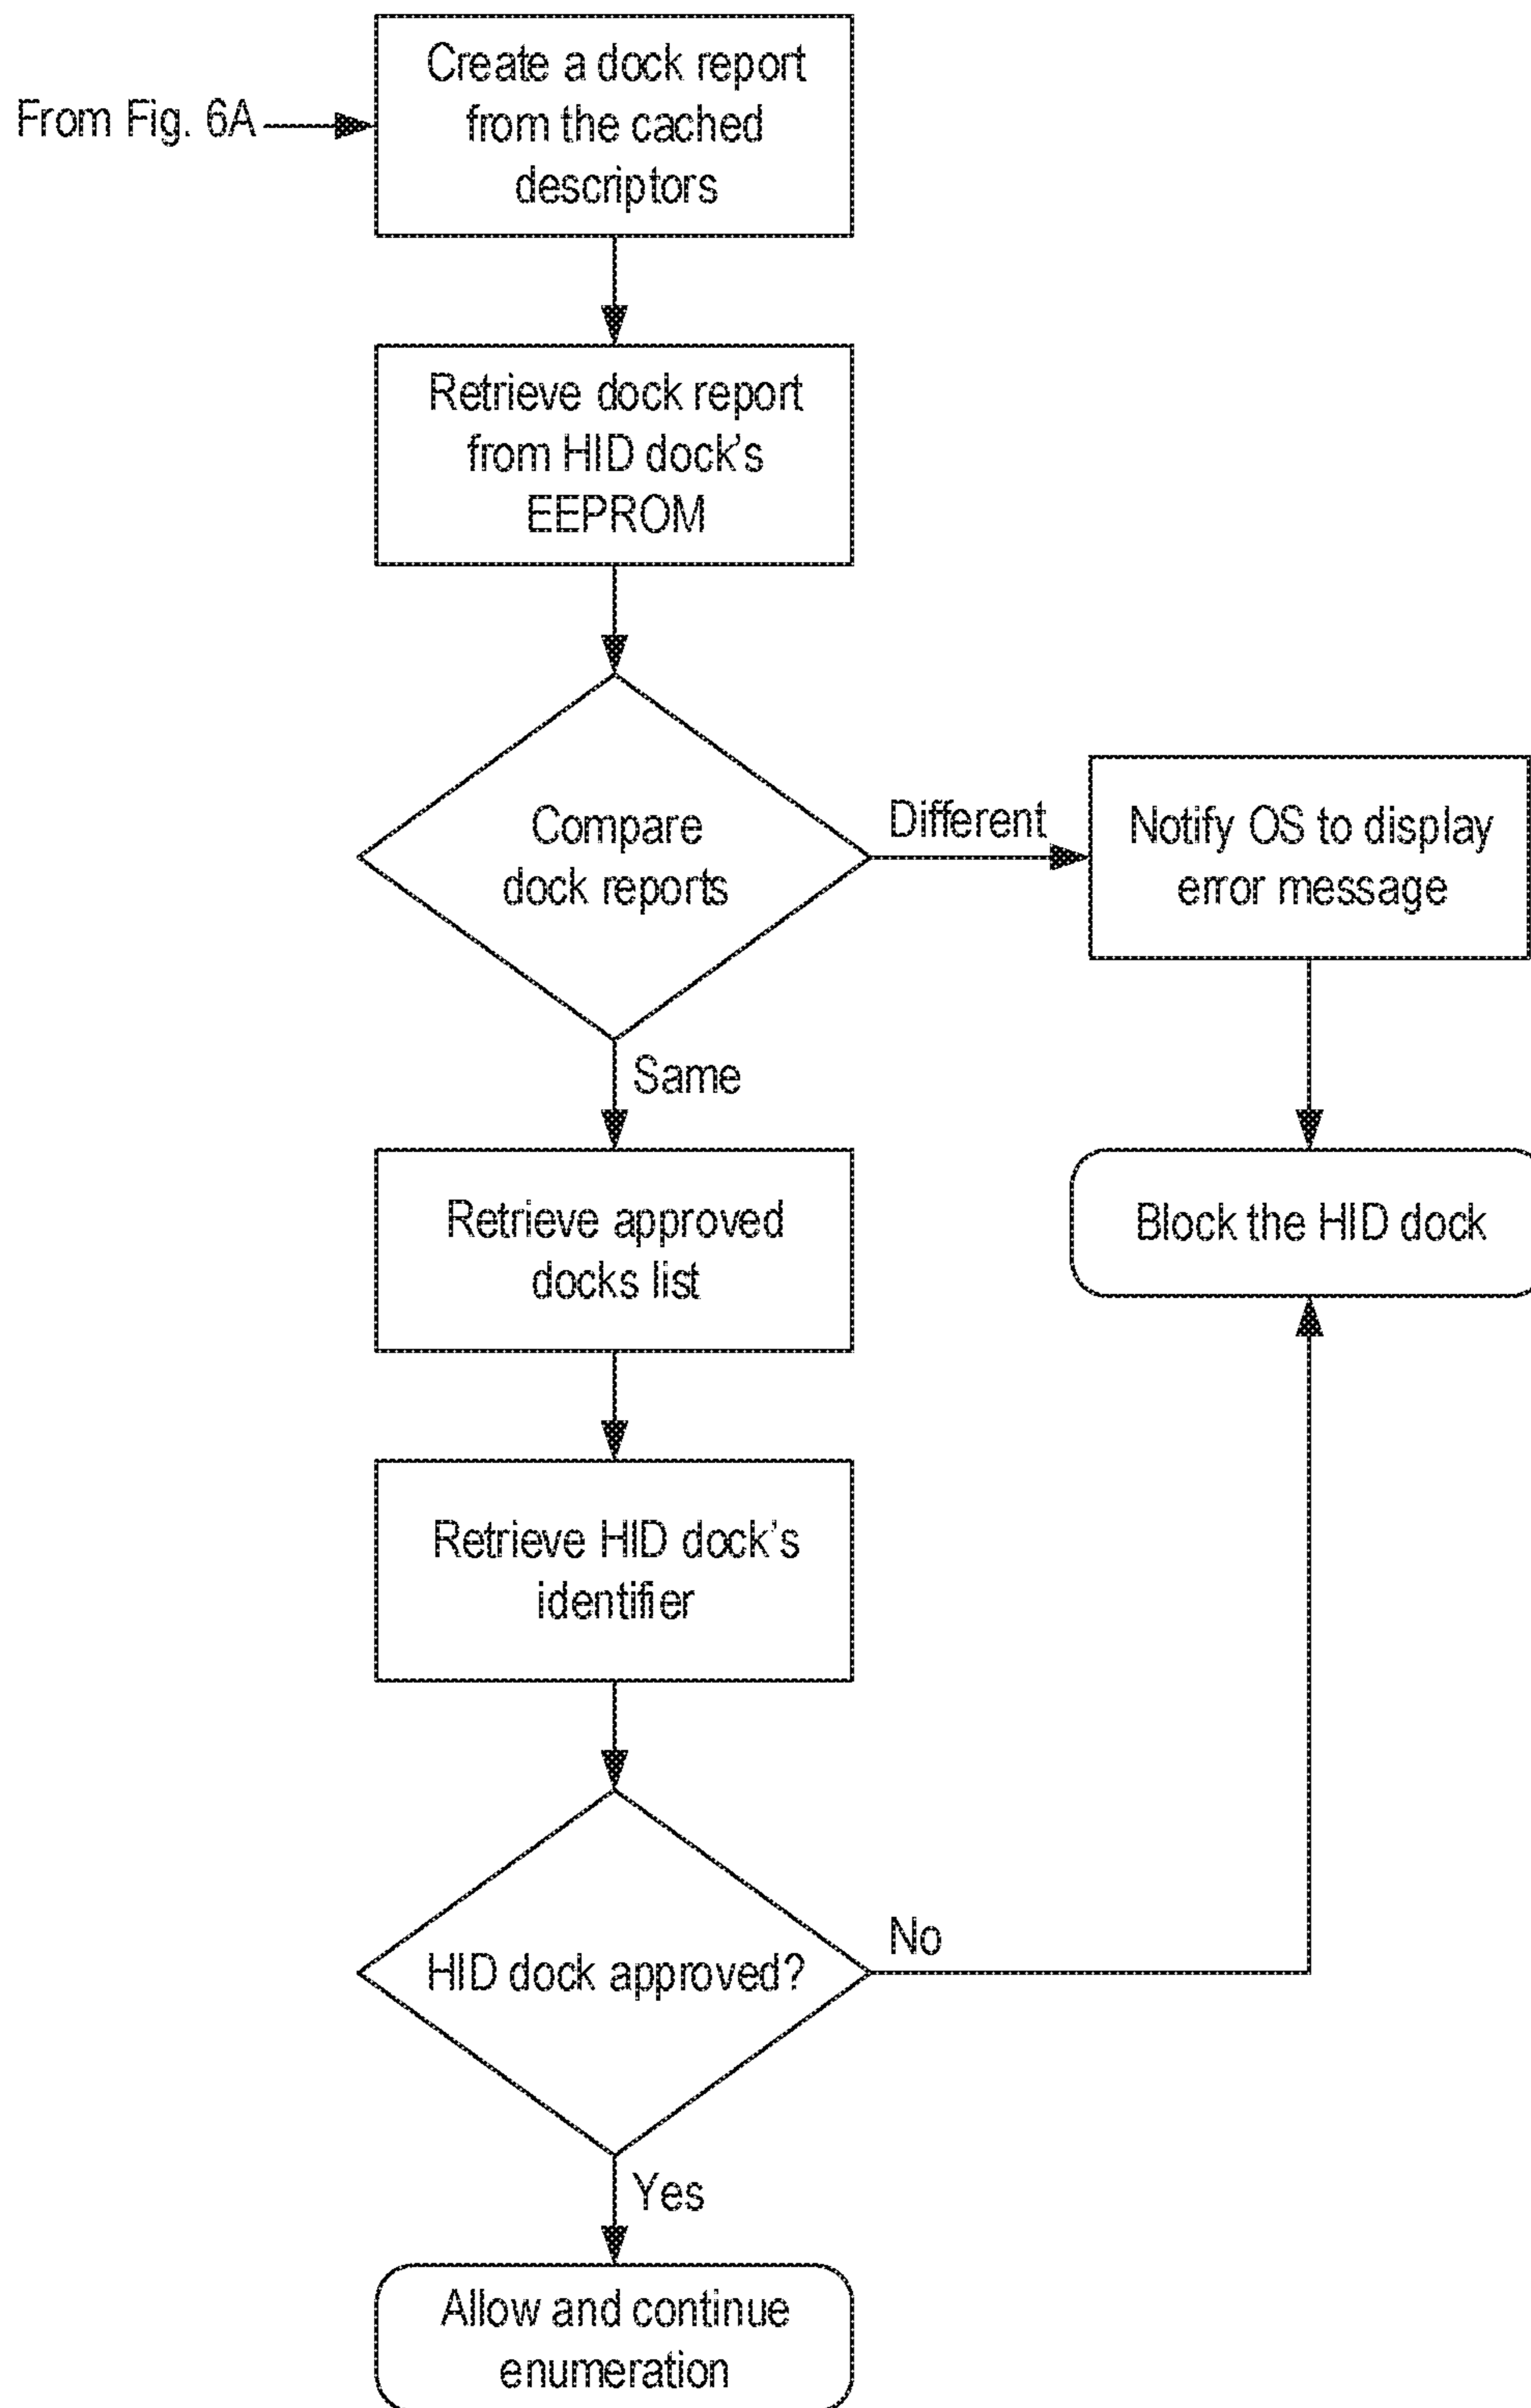 Create a dock report
from the cached
descriptors
From Fig. 6A
Retrieve dock report
from HID dock's
EEPROM
Compare
dock reports
Different
Notify OS to display
error message
Same
Retrieve approved
docks list
Block the HID dock
Retrieve HID dock's
identifier
HID dock approved?
No
Yes
Allow and continue
enumeration